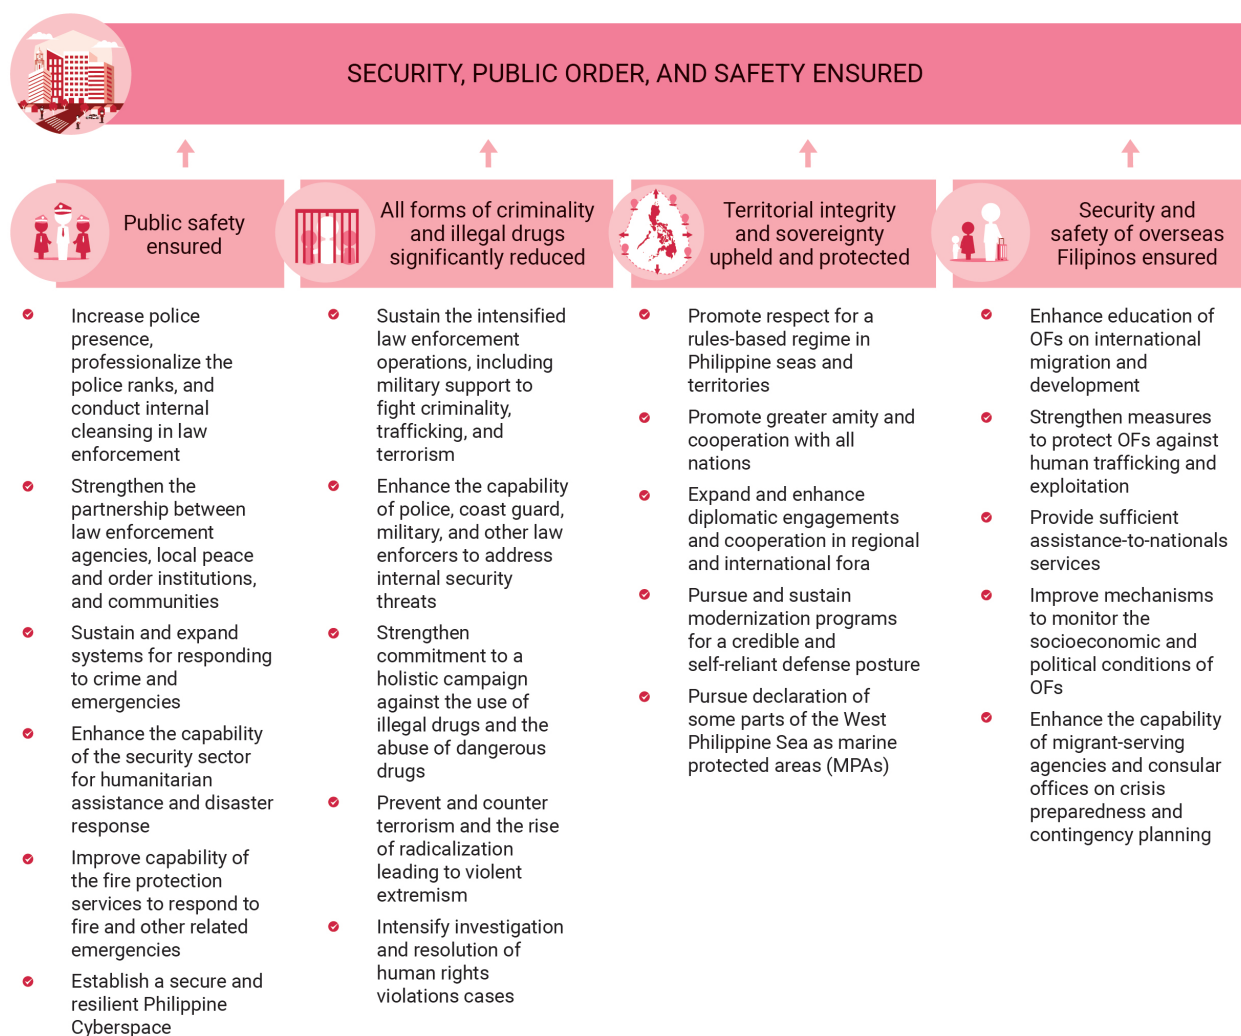 SECURITY, PUBLIC ORDER, AND SAFETY ENSURED
Public safety
ensured
Increase police
presence,
professionalize the
police ranks, and
conduct internal
cleansing in law
enforcement
Strengthen the
partnership between
law enforcement
agencies, local peace
and order institutions,
and communities
Sustain and expand
systems for responding
to crime and
emergencies
Enhance the capability
of the security sector
for humanitarian
assistance and disaster
response
Improve capability of
the fire protection
services to respond to
fire and other related
emergencies
Establish a secure and
resilient Philippine
Cyberspace
All forms of criminality
and illegal drugs
significantly reduced
Sustain the intensified
law enforcement
operations, including
military support to
fight criminality,
trafficking, and
terrorism
Enhance the capability
of police, coast guard,
military, and other law
enforcers to address
internal security
threats
Strengthen
commitment to a
holistic campaign
against the use of
illegal drugs and the
abuse of dangerous
drugs
Prevent and counter
terrorism and the rise
of radicalization
leading to violent
extremism
Intensify investigation
and resolution of
human rights
violations cases
Territorial integrity
and sovereignty
upheld and protected
Promote respect for a
rules-based regime in
Philippine seas and
territories
Promote greater amity and
cooperation with all
nations
Expand and enhance
diplomatic engagements
and cooperation in regional
and international fora
Pursue and sustain
modernization programs
for a credible and
self-reliant defense posture
Pursue declaration of
some parts of the West
Philippine Sea as marine
protected areas (MPAs)
Security and
safety of overseas
Filipinos ensured
Enhance education of
OFs on international
migration and
development
Strengthen measures
to protect OFs against
human trafficking and
exploitation
Provide sufficient
assistance-to-nationals
services
Improve mechanisms
to monitor the
socioeconomic and
political conditions of
OFs
Enhance the capability
of migrant-serving
agencies and consular
offices on crisis
preparedness and
contingency planning